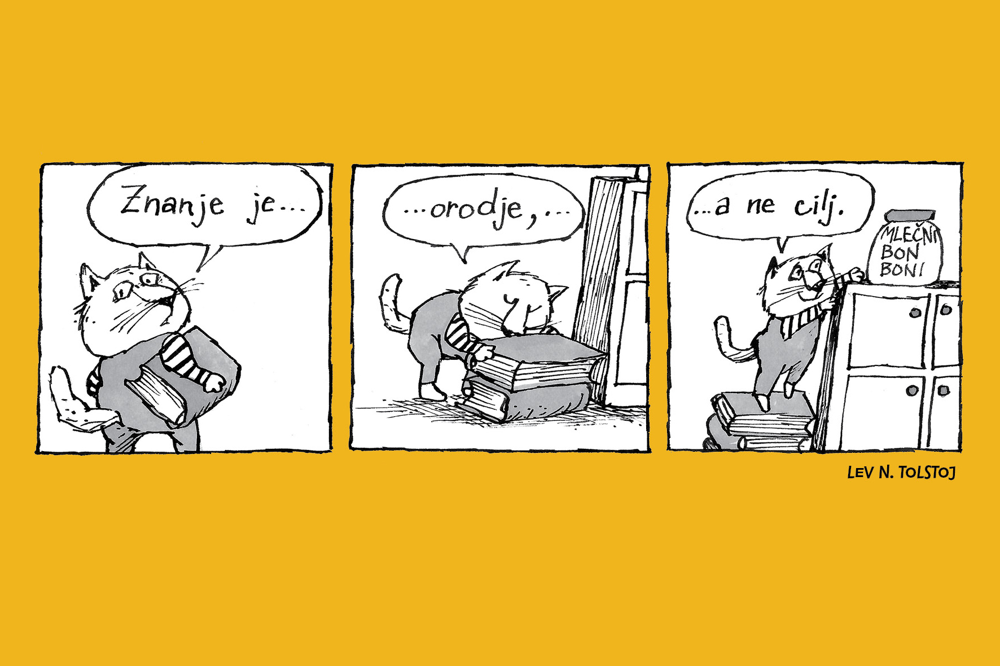 Znanje je...
...orodje,...
...a ne cilj.
MLEČNI
BON
BONI
LEV N. TOLSTOJ